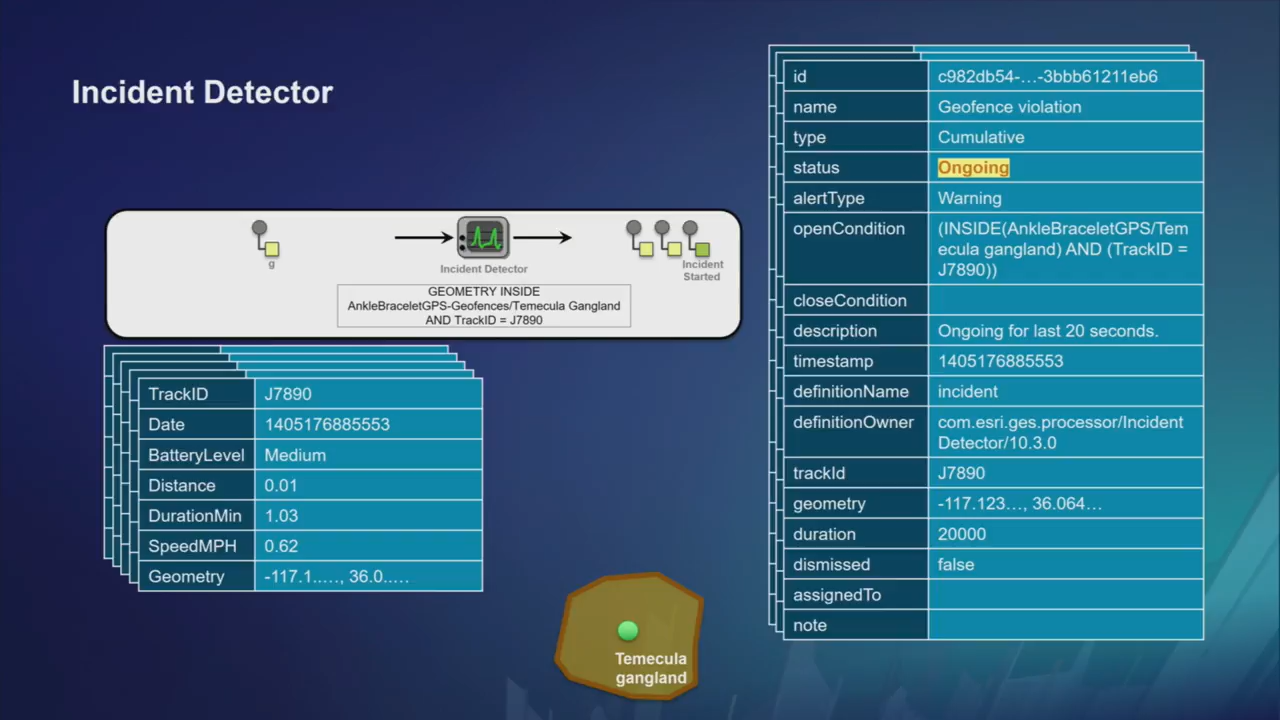 Incident Detector
g
Incident Detector
Incident
Started
GEOMETRY INSIDE
AnkleBraceletGPS-Geofences/Temecula Gangland
AND TrackID = J7890
TrackID J7890
Date 1405176885553
BatteryLevel Medium
Distance 0.01
DurationMin 1.03
SpeedMPH 0.62
Geometry -117.1..…, 36.0..…
Temecula
gangland
id c982db54-…-3bbb61211eb6
name Geofence violation
type Cumulative
status Ongoing
alertType Warning
openCondition (INSIDE(AnkleBraceletGPS/Tem
ecula gangland) AND (TrackID =
J7890))
closeCondition
description Ongoing for last 20 seconds.
timestamp 1405176885553
definitionName incident
definitionOwner com.esri.ges.processor/Incident
Detector/10.3.0
trackId J7890
geometry -117.123…, 36.064…
duration 20000
dismissed false
assignedTo
note